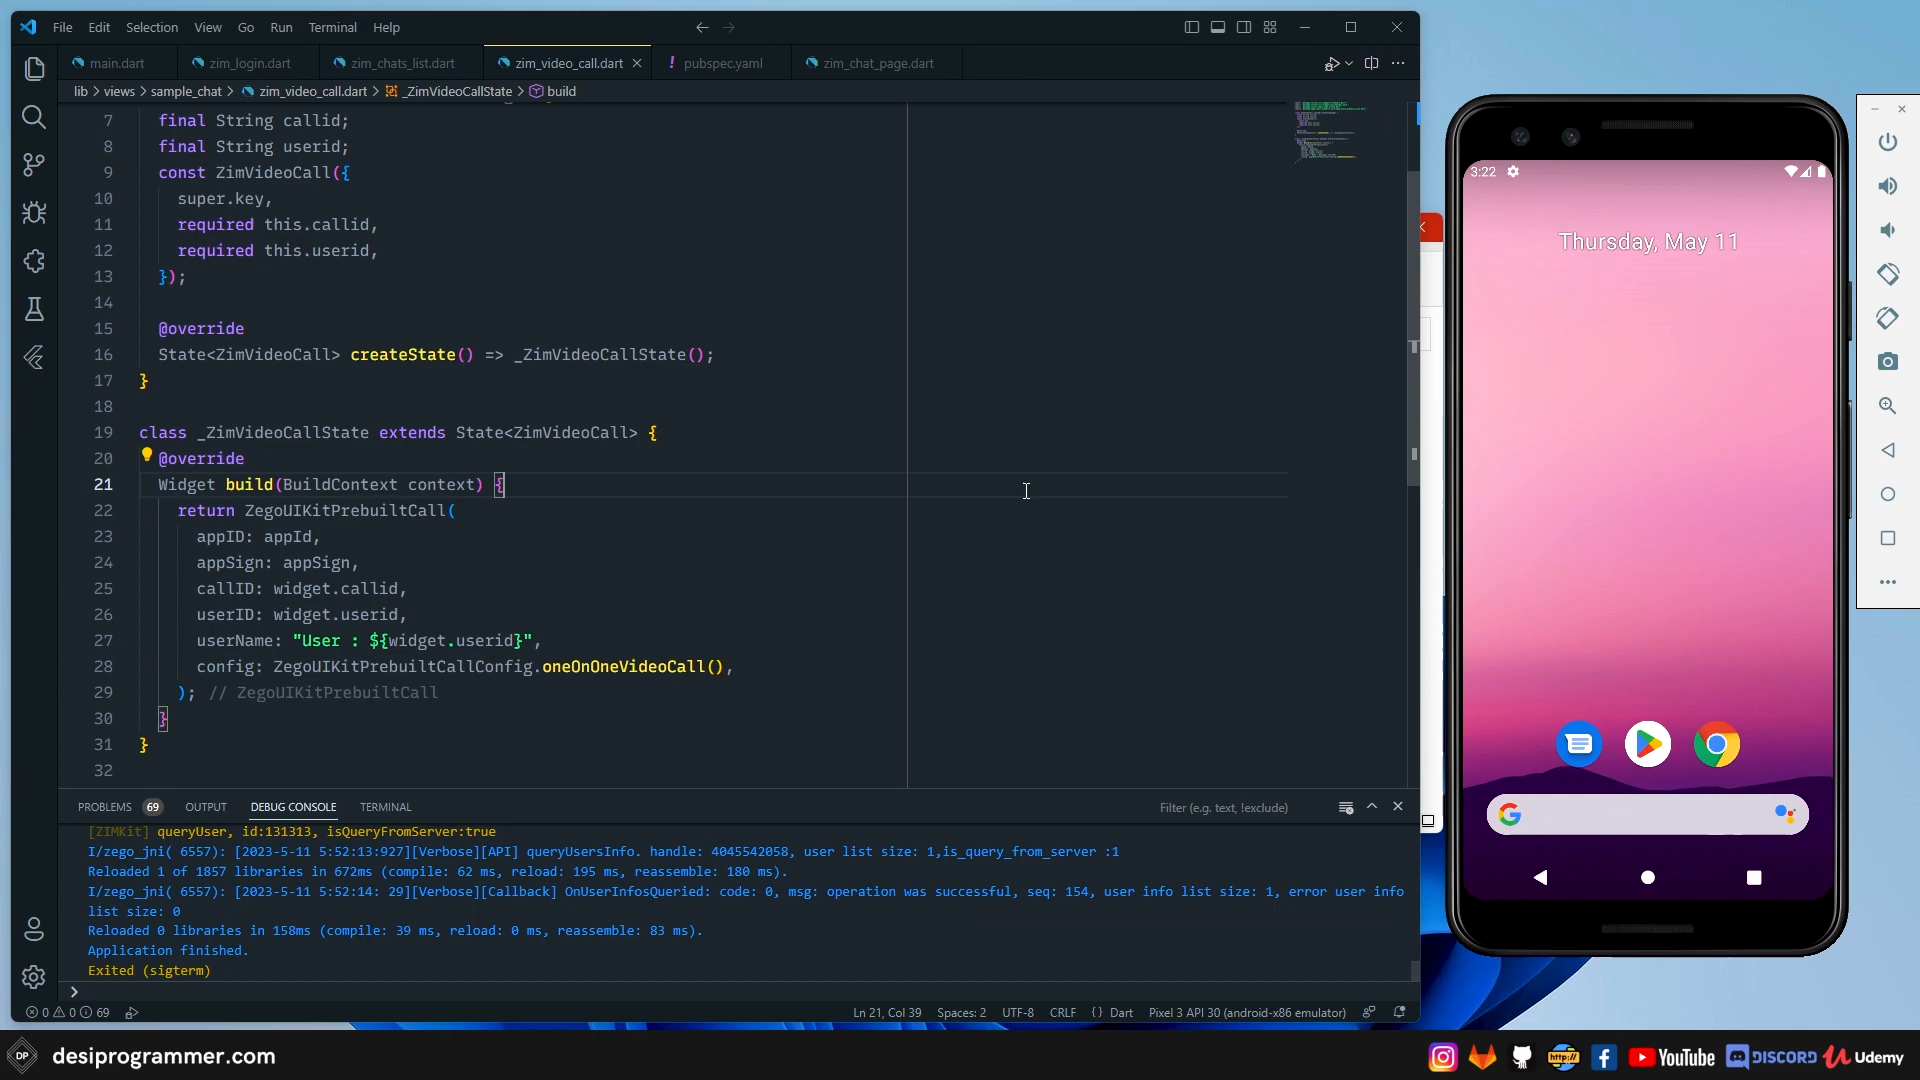 File Edit Selection View Go Run Terminal Help
main.dart zim_login.dart zim_chats_list.dart zim_video_call.dart pubspec.yaml zim_chat_page.dart
lib > views > sample_chat > zim_video_call.dart > _ZimVideoCallState > build
7 final String callid;
8 final String userid;
9 const ZimVideoCall({
10 super.key,
11 required this.callid,
12 required this.userid,
13 });
14
15 @override
16 State<ZimVideoCall> createState() => _ZimVideoCallState();
17 }
18
19 class _ZimVideoCallState extends State<ZimVideoCall> {
20 @override
21 Widget build(BuildContext context) {
22 return ZegoUIKitPrebuiltCall(
23 appID: appId,
24 appSign: appSign,
25 callID: widget.callid,
26 userID: widget.userid,
27 userName: "User : ${widget.userid}",
28 config: ZegoUIKitPrebuiltCallConfig.oneOnOneVideoCall(),
29 ); // ZegoUIKitPrebuiltCall
30 }
31 }
32
PROBLEMS 69 OUTPUT DEBUG CONSOLE TERMINAL Filter (e.g. text, !exclude)
[ZIMKit] queryUser, id:131313, isQueryFromServer:true
I/zego_jni( 6557): [2023-5-11 5:52:13:927][Verbose][API] queryUsersInfo. handle: 4045542058, user list size: 1,is_query_from_server :1
Reloaded 1 of 1857 libraries in 672ms (compile: 62 ms, reload: 195 ms, reassemble: 180 ms).
I/zego_jni( 6557): [2023-5-11 5:52:14: 29][Verbose][Callback] OnUserInfosQueried: code: 0, msg: operation was successful, seq: 154, user info list size: 1, error user info
list size: 0
Reloaded 0 libraries in 158ms (compile: 39 ms, reload: 0 ms, reassemble: 83 ms).
Application finished.
Exited (sigterm)
0 0 69 Ln 21, Col 39 Spaces: 2 UTF-8 CRLF {} Dart Pixel 3 API 30 (android-x86 emulator)
3:22
Thursday, May 11
DP desiprogrammer.com http:// YouTube DISCORD Udemy